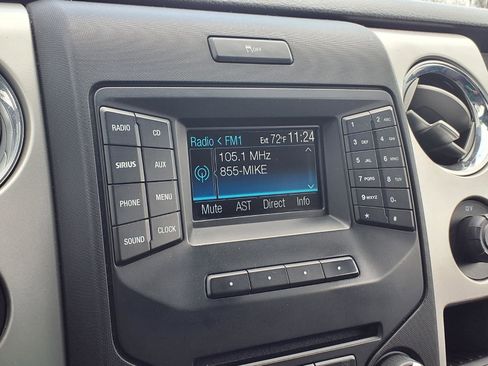 OFF
RADIO
CD
SIRIUS
AUX
PHONE
MENU
SOUND
CLOCK
Radio < FM1 Ext 72°F 11:24
105.1 MHz
855-MIKE
Mute AST Direct Info
1 2 ABC
3 DEF 4 GHI
5 JKL 6 MNO
7 PQRS 8 TUV
9 WXYZ 0
* #
12V